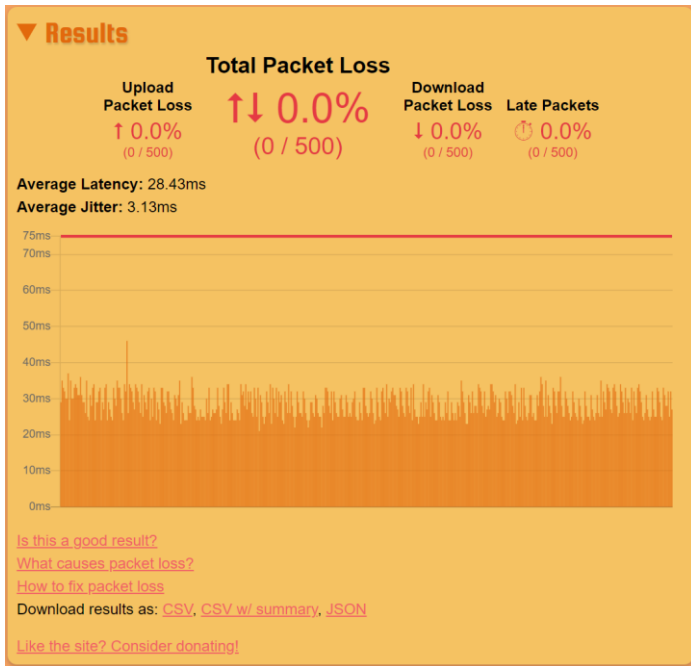 ▼ Results
Total Packet Loss
Upload
Packet Loss
↑ 0.0%
(0 / 500)
↑↓ 0.0%
(0 / 500)
Download
Packet Loss
↓ 0.0%
(0 / 500)
Late Packets
⏱ 0.0%
(0 / 500)
Average Latency: 28.43ms
Average Jitter: 3.13ms
75ms
70ms
60ms
50ms
40ms
30ms
20ms
10ms
0ms
Is this a good result?
What causes packet loss?
How to fix packet loss
Download results as: CSV, CSV w/ summary, JSON
Like the site? Consider donating!